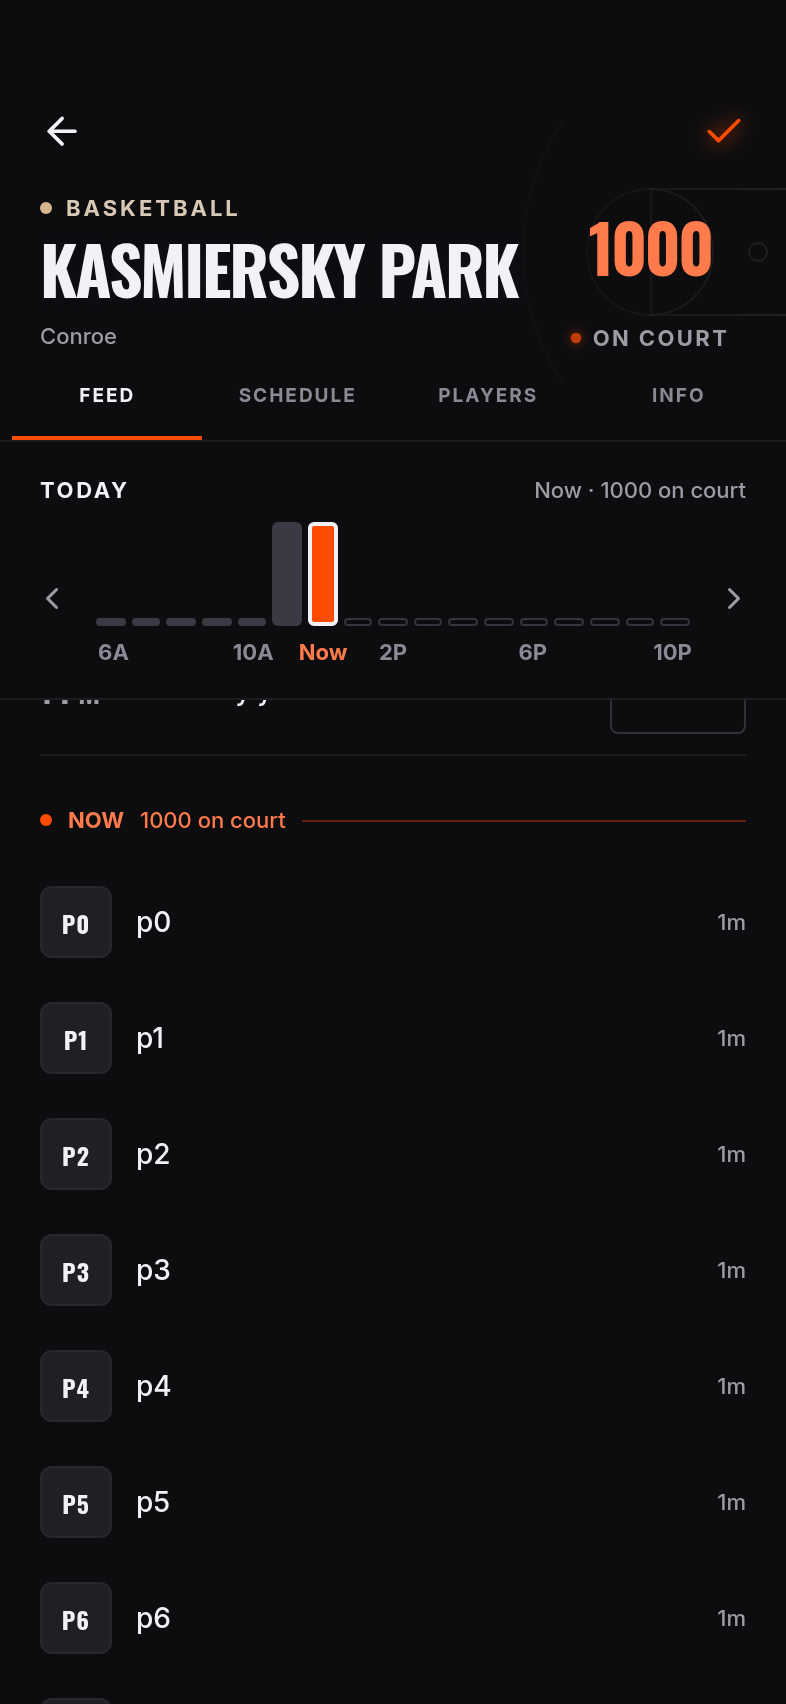 BASKETBALL
KASMIERSKY PARK
1000
Conroe
ON COURT
FEED SCHEDULE PLAYERS INFO
TODAY Now · 1000 on court
6A 10A Now 2P 6P 10P
NOW 1000 on court
P0 p0 1m
P1 p1 1m
P2 p2 1m
P3 p3 1m
P4 p4 1m
P5 p5 1m
P6 p6 1m